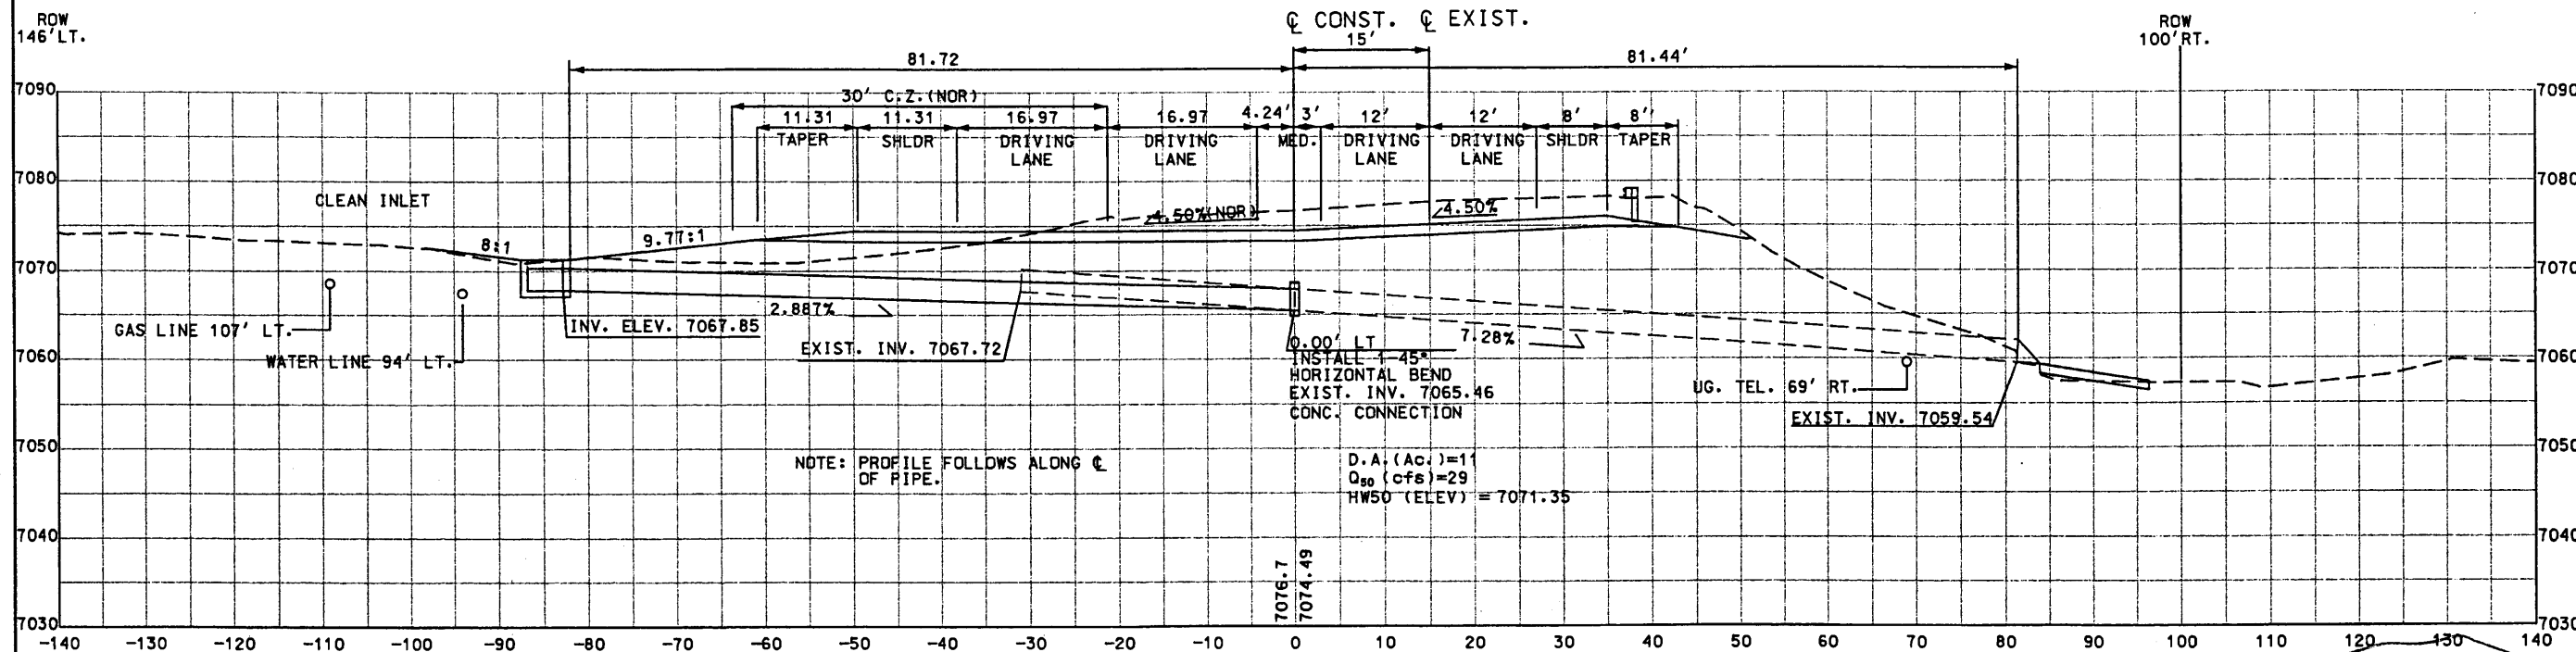 ROW
146'LT.
℄ CONST. ℄ EXIST.
15'
ROW
100'RT.
81.72
81.44'
30' C.Z.(NOR)
11.31
TAPER
11.31
SHLDR
16.97
DRIVING
LANE
16.97
DRIVING
LANE
4.24' 3'
MED.
12'
DRIVING
LANE
12'
DRIVING
LANE
8'
SHLDR
8'
TAPER
7090
7080
7070
7060
7050
7040
7030
7090
7080
7070
7060
7050
7040
7030
CLEAN INLET
8:1
9.77:1
4.50%(NOR)
4.50%
GAS LINE 107' LT.
WATER LINE 94' LT.
INV. ELEV. 7067.85
2.887%
EXIST. INV. 7067.72
0.00' LT
INSTALL 1-45°
HORIZONTAL BEND
EXIST. INV. 7065.46
CONC. CONNECTION
7.28%
UG. TEL. 69' RT.
EXIST. INV. 7059.54
NOTE: PROFILE FOLLOWS ALONG ℄
OF PIPE.
D.A.(Ac.)=11
Q50 (cfs)=29
HW50 (ELEV) = 7071.35
7076.7
7074.49
-140 -130 -120 -110 -100 -90 -80 -70 -60 -50 -40 -30 -20 -10 0 10 20 30 40 50 60 70 80 90 100 110 120 130 140